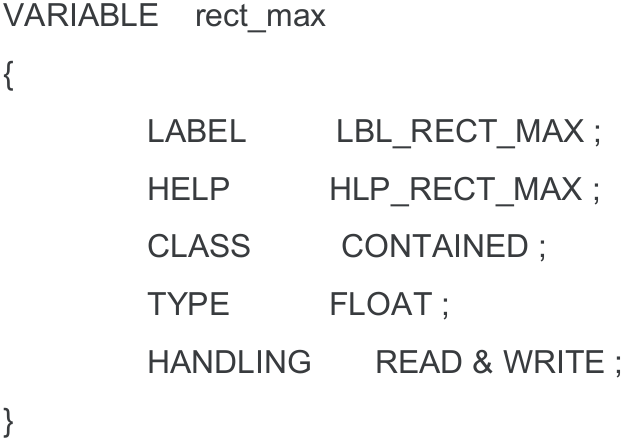 VARIABLE rect_max
{
LABEL LBL_RECT_MAX ;
HELP HLP_RECT_MAX ;
CLASS CONTAINED ;
TYPE FLOAT ;
HANDLING READ & WRITE ;
}